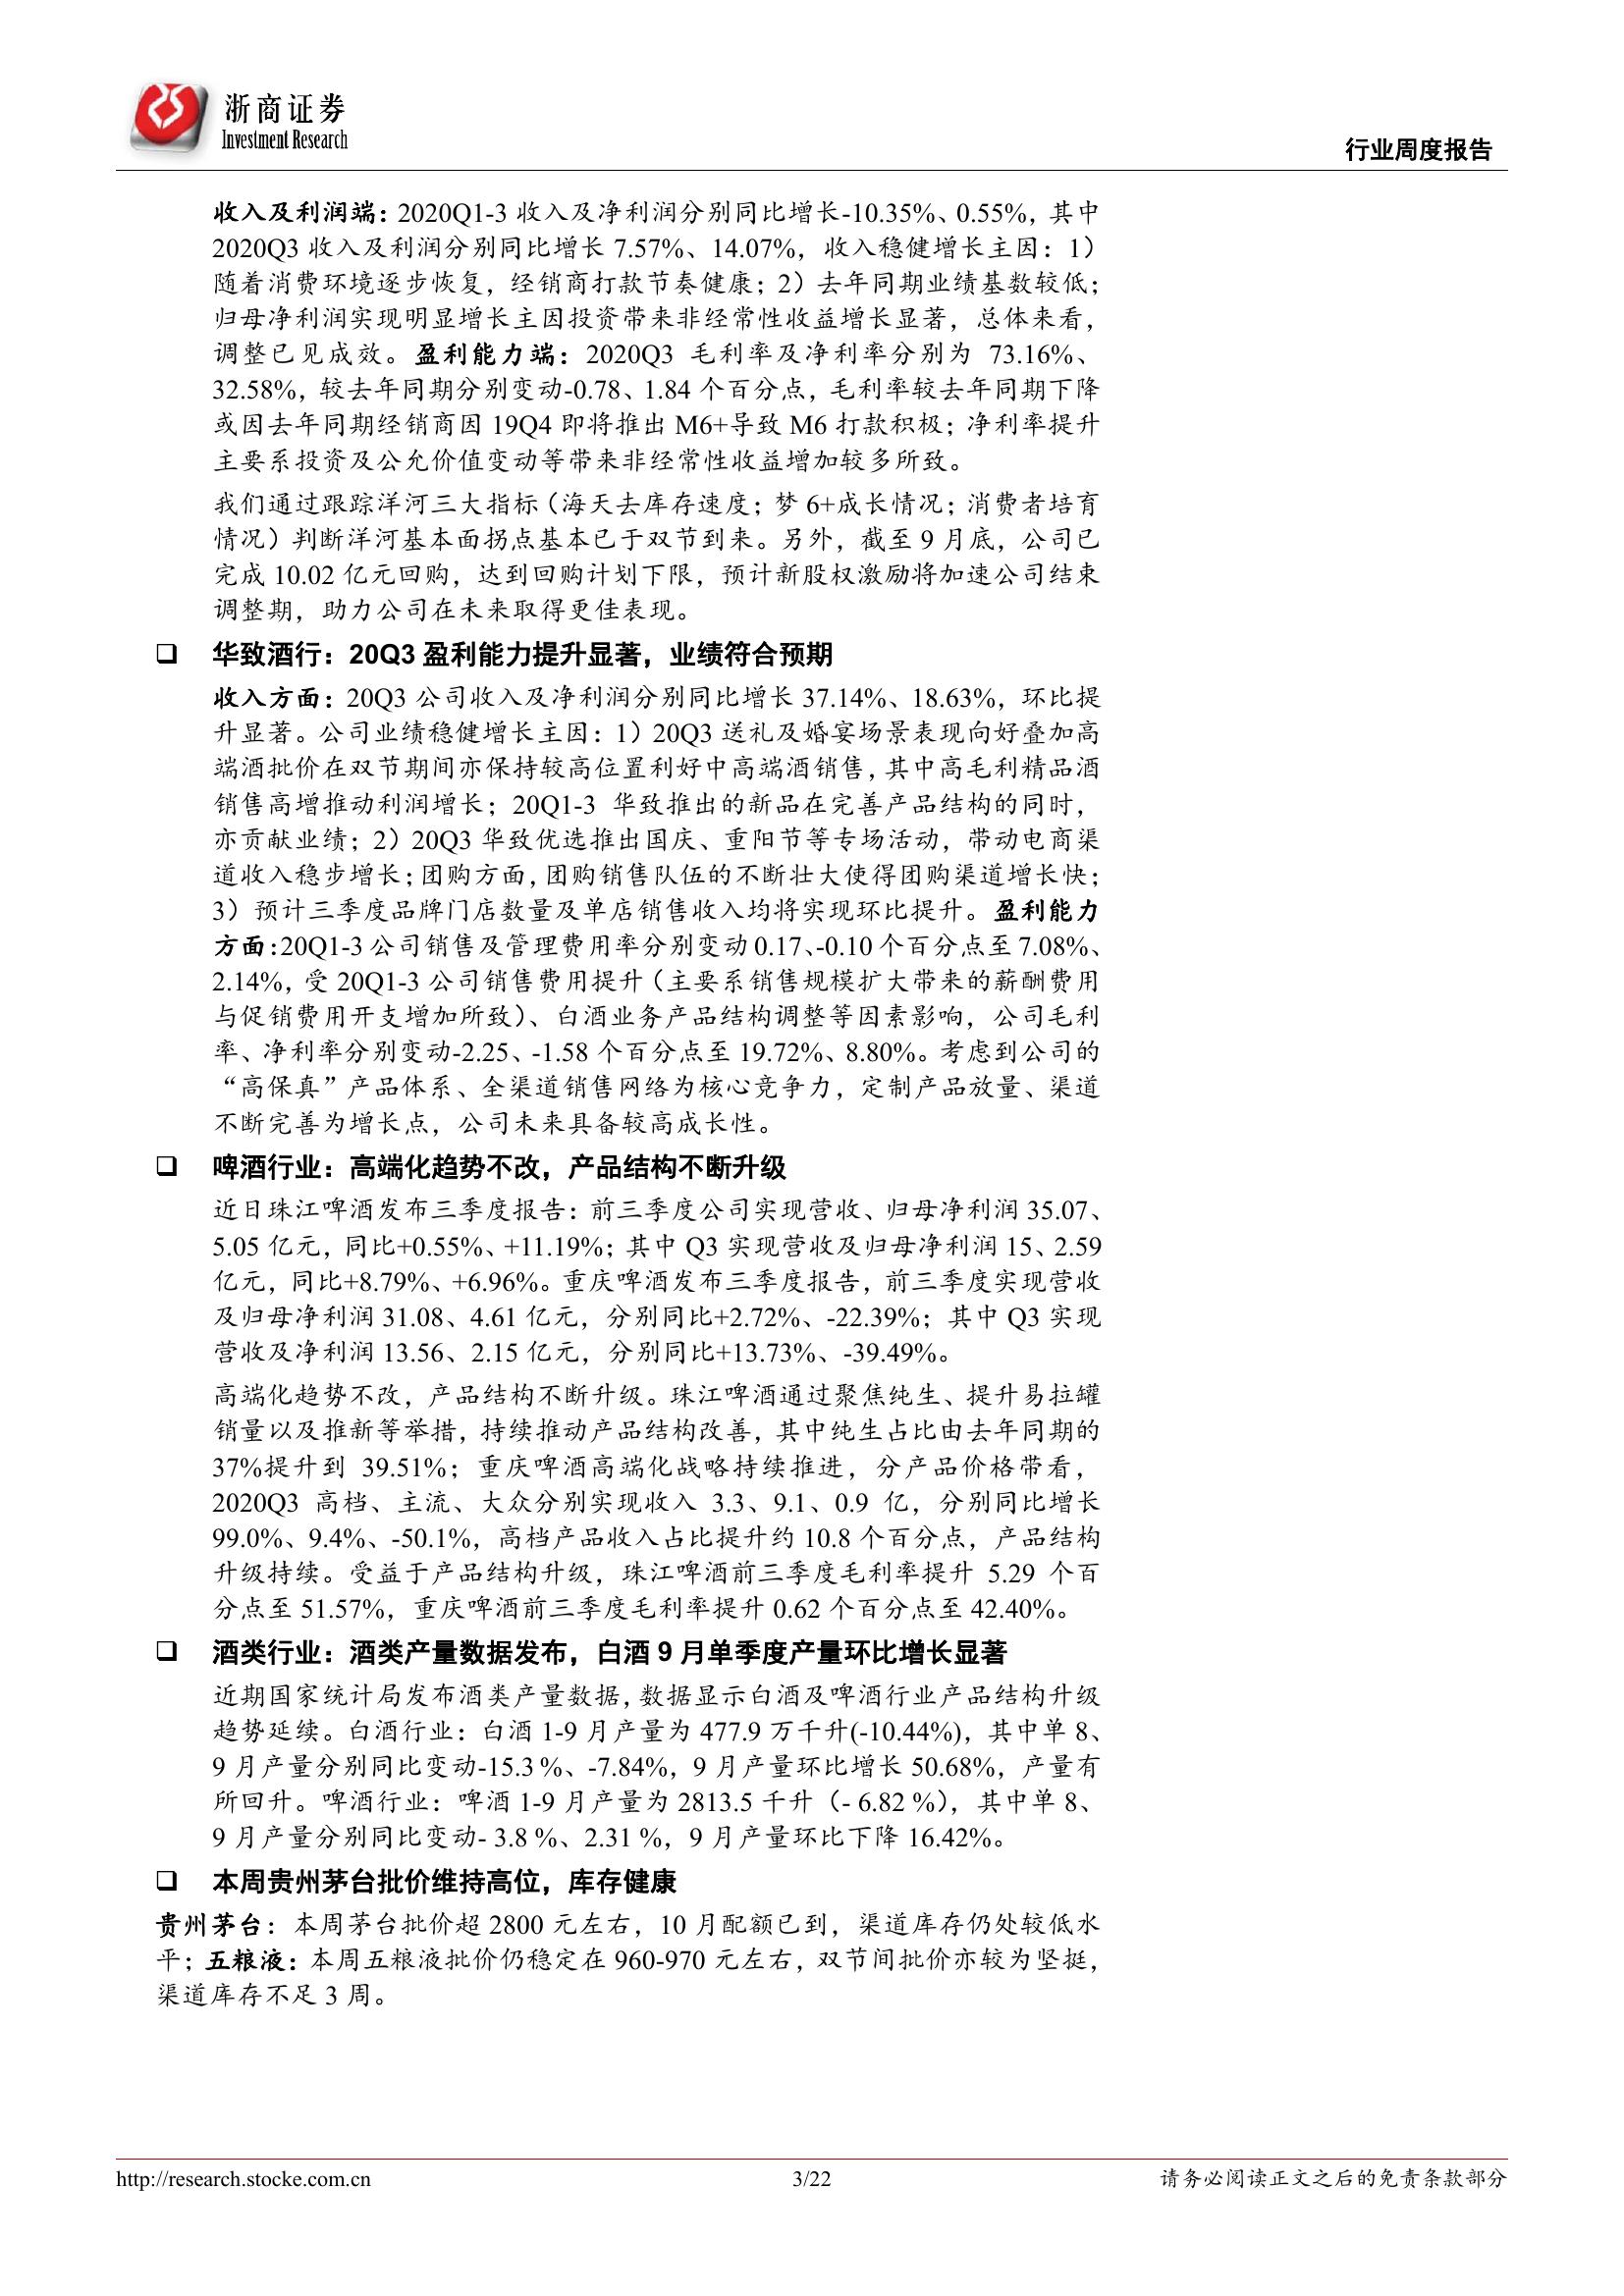 浙商证券
Investment Research
行业周度报告
收入及利润端：2020Q1-3 收入及净利润分别同比增长-10.35%、0.55%，其中
2020Q3 收入及利润分别同比增长 7.57%、14.07%，收入稳健增长主因：1）
随着消费环境逐步恢复，经销商打款节奏健康；2）去年同期业绩基数较低；
归母净利润实现明显增长主因投资带来非经常性收益增长显著，总体来看，
调整已见成效。盈利能力端：2020Q3 毛利率及净利率分别为 73.16%、
32.58%，较去年同期分别变动-0.78、1.84 个百分点，毛利率较去年同期下降
或因去年同期经销商因 19Q4 即将推出 M6+导致 M6 打款积极；净利率提升
主要系投资及公允价值变动等带来非经常性收益增加较多所致。
我们通过跟踪洋河三大指标（海天去库存速度；梦 6+成长情况；消费者培育
情况）判断洋河基本面拐点基本已于双节到来。另外，截至 9 月底，公司已
完成 10.02 亿元回购，达到回购计划下限，预计新股权激励将加速公司结束
调整期，助力公司在未来取得更佳表现。
❑ 华致酒行：20Q3 盈利能力提升显著，业绩符合预期
收入方面：20Q3 公司收入及净利润分别同比增长 37.14%、18.63%，环比提
升显著。公司业绩稳健增长主因：1）20Q3 送礼及婚宴场景表现向好叠加高
端酒批价在双节期间亦保持较高位置利好中高端酒销售，其中高毛利精品酒
销售高增推动利润增长；20Q1-3 华致推出的新品在完善产品结构的同时，
亦贡献业绩；2）20Q3 华致优选推出国庆、重阳节等专场活动，带动电商渠
道收入稳步增长；团购方面，团购销售队伍的不断壮大使得团购渠道增长快；
3）预计三季度品牌门店数量及单店销售收入均将实现环比提升。盈利能力
方面：20Q1-3 公司销售及管理费用率分别变动 0.17、-0.10 个百分点至 7.08%、
2.14%，受 20Q1-3 公司销售费用提升（主要系销售规模扩大带来的薪酬费用
与促销费用开支增加所致）、白酒业务产品结构调整等因素影响，公司毛利
率、净利率分别变动-2.25、-1.58 个百分点至 19.72%、8.80%。考虑到公司的
“高保真”产品体系、全渠道销售网络为核心竞争力，定制产品放量、渠道
不断完善为增长点，公司未来具备较高成长性。
❑ 啤酒行业：高端化趋势不改，产品结构不断升级
近日珠江啤酒发布三季度报告：前三季度公司实现营收、归母净利润 35.07、
5.05 亿元，同比+0.55%、+11.19%；其中 Q3 实现营收及归母净利润 15、2.59
亿元，同比+8.79%、+6.96%。重庆啤酒发布三季度报告，前三季度实现营收
及归母净利润 31.08、4.61 亿元，分别同比+2.72%、-22.39%；其中 Q3 实现
营收及净利润 13.56、2.15 亿元，分别同比+13.73%、-39.49%。
高端化趋势不改，产品结构不断升级。珠江啤酒通过聚焦纯生、提升易拉罐
销量以及推新等举措，持续推动产品结构改善，其中纯生占比由去年同期的
37%提升到 39.51%；重庆啤酒高端化战略持续推进，分产品价格带看，
2020Q3 高档、主流、大众分别实现收入 3.3、9.1、0.9 亿，分别同比增长
99.0%、9.4%、-50.1%，高档产品收入占比提升约 10.8 个百分点，产品结构
升级持续。受益于产品结构升级，珠江啤酒前三季度毛利率提升 5.29 个百
分点至 51.57%，重庆啤酒前三季度毛利率提升 0.62 个百分点至 42.40%。
❑ 酒类行业：酒类产量数据发布，白酒 9 月单季度产量环比增长显著
近期国家统计局发布酒类产量数据，数据显示白酒及啤酒行业产品结构升级
趋势延续。白酒行业：白酒 1-9 月产量为 477.9 万千升(-10.44%)，其中单 8、
9 月产量分别同比变动-15.3 %、-7.84%，9 月产量环比增长 50.68%，产量有
所回升。啤酒行业：啤酒 1-9 月产量为 2813.5 千升（- 6.82 %），其中单 8、
9 月产量分别同比变动- 3.8 %、2.31 %，9 月产量环比下降 16.42%。
❑ 本周贵州茅台批价维持高位，库存健康
贵州茅台：本周茅台批价超 2800 元左右，10 月配额已到，渠道库存仍处较低水
平；五粮液：本周五粮液批价仍稳定在 960-970 元左右，双节间批价亦较为坚挺，
渠道库存不足 3 周。
http://research.stocke.com.cn
3/22
请务必阅读正文之后的免责条款部分